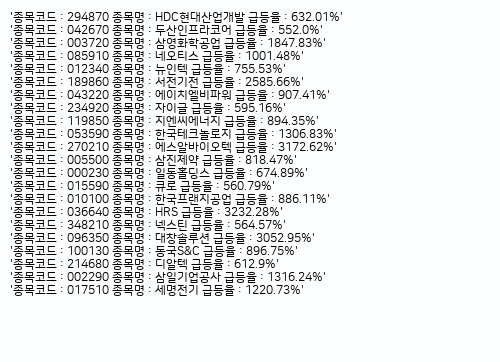 '종목코드 : 294870 종목명 : HDC현대산업개발 급등율 : 632.01%'
'종목코드 : 042670 종목명 : 두산인프라코어 급등율 : 552.0%'
'종목코드 : 003720 종목명 : 삼영화학공업 급등율 : 1847.83%'
'종목코드 : 085910 종목명 : 네오티스 급등율 : 1001.48%'
'종목코드 : 012340 종목명 : 뉴인텍 급등율 : 755.53%'
'종목코드 : 189860 종목명 : 서전기전 급등율 : 2585.66%'
'종목코드 : 043220 종목명 : 에이치엘비파워 급등율 : 907.41%'
'종목코드 : 234920 종목명 : 자이글 급등율 : 595.16%'
'종목코드 : 119850 종목명 : 지엔씨에너지 급등율 : 894.35%'
'종목코드 : 053590 종목명 : 한국테크놀로지 급등율 : 1306.83%'
'종목코드 : 270210 종목명 : 에스알바이오텍 급등율 : 3172.62%'
'종목코드 : 005500 종목명 : 삼진제약 급등율 : 818.47%'
'종목코드 : 000230 종목명 : 일동홀딩스 급등율 : 674.89%'
'종목코드 : 015590 종목명 : 큐로 급등율 : 560.79%'
'종목코드 : 010100 종목명 : 한국프랜지공업 급등율 : 886.11%'
'종목코드 : 036640 종목명 : HRS 급등율 : 3232.28%'
'종목코드 : 348210 종목명 : 넥스틴 급등율 : 564.57%'
'종목코드 : 096350 종목명 : 대창솔루션 급등율 : 3052.95%'
'종목코드 : 100130 종목명 : 동국S&C 급등율 : 896.75%'
'종목코드 : 214680 종목명 : 디알텍 급등율 : 612.9%'
'종목코드 : 002290 종목명 : 삼일기업공사 급등율 : 1316.24%'
'종목코드 : 017510 종목명 : 세명전기 급등율 : 1220.73%'